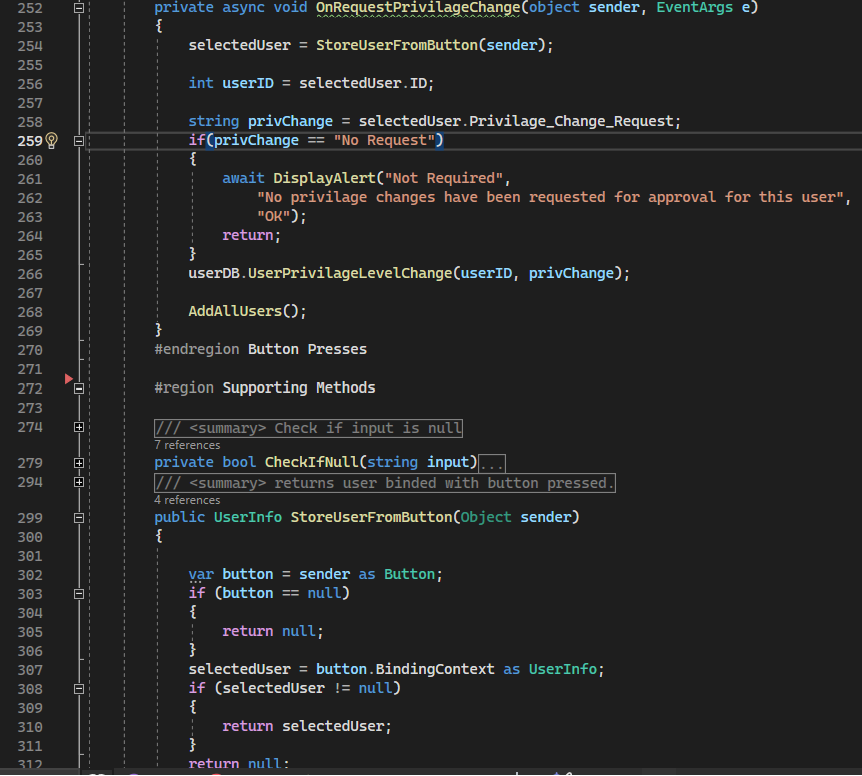 252 private async void OnRequestPrivilageChange(object sender, EventArgs e)
253 {
254 selectedUser = StoreUserFromButton(sender);
255
256 int userID = selectedUser.ID;
257
258 string privChange = selectedUser.Privilage_Change_Request;
259 if(privChange == "No Request")
260 {
261 await DisplayAlert("Not Required",
262 "No privilage changes have been requested for approval for this user",
263 "OK");
264 return;
265 }
266 userDB.UserPrivilageLevelChange(userID, privChange);
267
268 AddAllUsers();
269 }
270 #endregion Button Presses
271
272 #region Supporting Methods
273
274 /// <summary> Check if input is null
7 references
279 private bool CheckIfNull(string input)...
294 /// <summary> returns user binded with button pressed.
4 references
299 public UserInfo StoreUserFromButton(Object sender)
300 {
301
302 var button = sender as Button;
303 if (button == null)
304 {
305 return null;
306 }
307 selectedUser = button.BindingContext as UserInfo;
308 if (selectedUser != null)
309 {
310 return selectedUser;
311 }
312 return null;